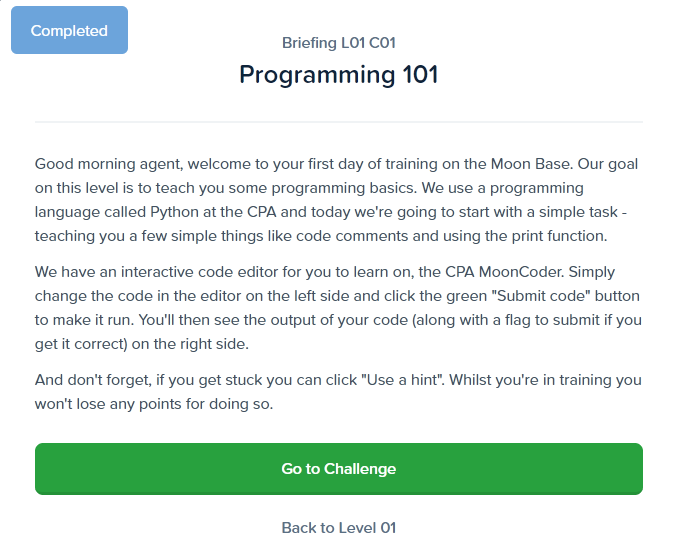 Completed
Briefing L01 C01
Programming 101
Good morning agent, welcome to your first day of training on the Moon Base. Our goal
on this level is to teach you some programming basics. We use a programming
language called Python at the CPA and today we're going to start with a simple task -
teaching you a few simple things like code comments and using the print function.
We have an interactive code editor for you to learn on, the CPA MoonCoder. Simply
change the code in the editor on the left side and click the green "Submit code" button
to make it run. You'll then see the output of your code (along with a flag to submit if you
get it correct) on the right side.
And don't forget, if you get stuck you can click "Use a hint". Whilst you're in training you
won't lose any points for doing so.
Go to Challenge
Back to Level 01